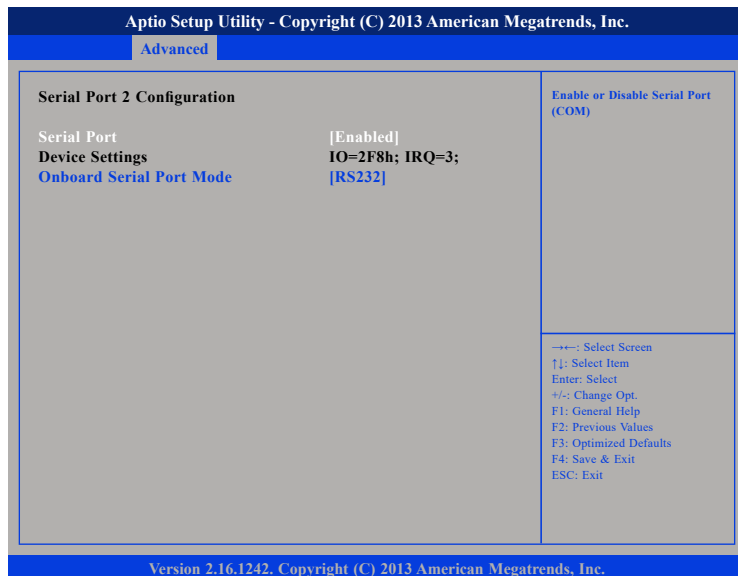 Aptio Setup Utility - Copyright (C) 2013 American Megatrends, Inc.
Advanced
Serial Port 2 Configuration
Serial Port [Enabled]
Device Settings IO=2F8h; IRQ=3;
Onboard Serial Port Mode [RS232]
Enable or Disable Serial Port
(COM)
→←: Select Screen
↑↓: Select Item
Enter: Select
+/-: Change Opt.
F1: General Help
F2: Previous Values
F3: Optimized Defaults
F4: Save & Exit
ESC: Exit
Version 2.16.1242. Copyright (C) 2013 American Megatrends, Inc.